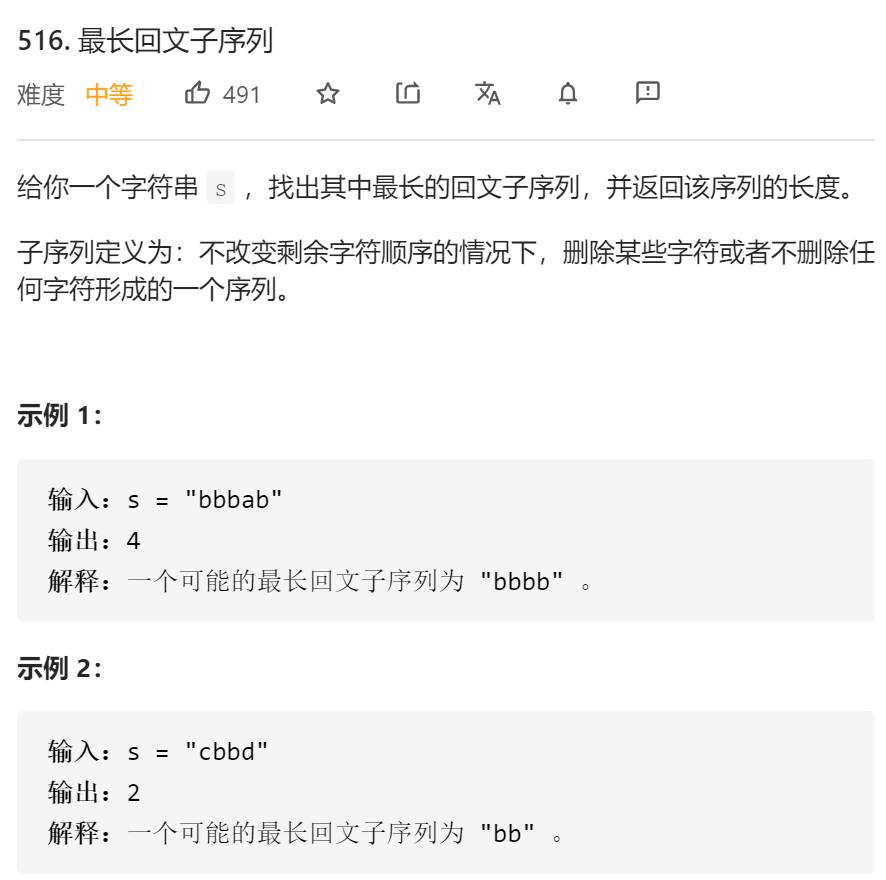 516. 最长回文子序列
难度 中等 491
给你一个字符串 s ，找出其中最长的回文子序列，并返回该序列的长度。
子序列定义为：不改变剩余字符顺序的情况下，删除某些字符或者不删除任
何字符形成的一个序列。
示例 1：
输入：s = "bbbab"
输出：4
解释：一个可能的最长回文子序列为 "bbbb" 。
示例 2：
输入：s = "cbbd"
输出：2
解释：一个可能的最长回文子序列为 "bb" 。